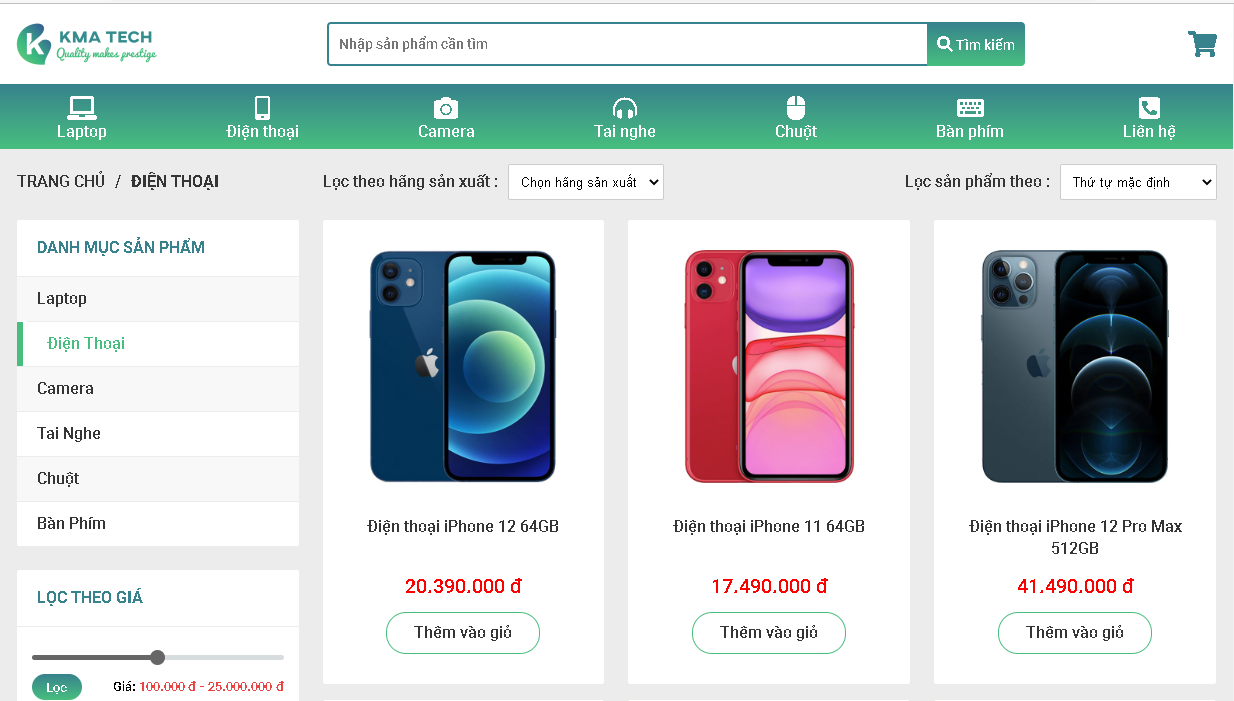 KMA TECH
Quality makes prestige
Nhập sản phẩm cần tìm
Tìm kiếm
Laptop
Điện thoại
Camera
Tai nghe
Chuột
Bàn phím
Liên hệ
TRANG CHỦ / ĐIỆN THOẠI
Lọc theo hãng sản xuất :
Chọn hãng sản xuất
Lọc sản phẩm theo :
Thứ tự mặc định
DANH MỤC SẢN PHẨM
Laptop
Điện Thoại
Camera
Tai Nghe
Chuột
Bàn Phím
LỌC THEO GIÁ
Lọc
Giá: 100.000 đ - 25.000.000 đ
Điện thoại iPhone 12 64GB
20.390.000 đ
Thêm vào giỏ
Điện thoại iPhone 11 64GB
17.490.000 đ
Thêm vào giỏ
Điện thoại iPhone 12 Pro Max
512GB
41.490.000 đ
Thêm vào giỏ